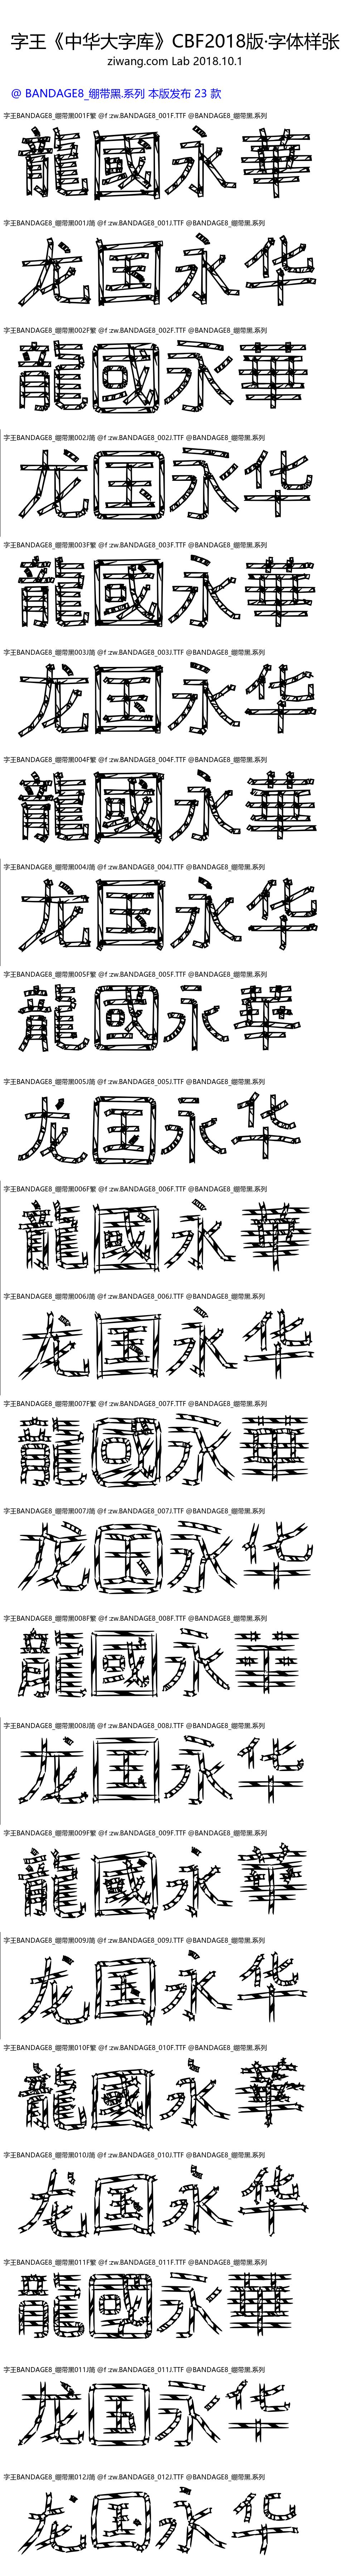 字王《中华大字库》CBF2018版·字体样张
ziwang.com Lab 2018.10.1
@ BANDAGE8_绷带黑.系列 本版发布 23 款
字王BANDAGE8_绷带黑001F繁 @f :zw.BANDAGE8_001F.TTF @BANDAGE8_绷带黑.系列
龍國永華
字王BANDAGE8_绷带黑001J简 @f :zw.BANDAGE8_001J.TTF @BANDAGE8_绷带黑.系列
龙国永华
字王BANDAGE8_绷带黑002F繁 @f :zw.BANDAGE8_002F.TTF @BANDAGE8_绷带黑.系列
龍國永華
字王BANDAGE8_绷带黑002J简 @f :zw.BANDAGE8_002J.TTF @BANDAGE8_绷带黑.系列
龙国永华
字王BANDAGE8_绷带黑003F繁 @f :zw.BANDAGE8_003F.TTF @BANDAGE8_绷带黑.系列
龍國永華
字王BANDAGE8_绷带黑003J简 @f :zw.BANDAGE8_003J.TTF @BANDAGE8_绷带黑.系列
龙国永华
字王BANDAGE8_绷带黑004F繁 @f :zw.BANDAGE8_004F.TTF @BANDAGE8_绷带黑.系列
龍國永華
字王BANDAGE8_绷带黑004J简 @f :zw.BANDAGE8_004J.TTF @BANDAGE8_绷带黑.系列
龙国永华
字王BANDAGE8_绷带黑005F繁 @f :zw.BANDAGE8_005F.TTF @BANDAGE8_绷带黑.系列
龍國永華
字王BANDAGE8_绷带黑005J简 @f :zw.BANDAGE8_005J.TTF @BANDAGE8_绷带黑.系列
龙国永华
字王BANDAGE8_绷带黑006F繁 @f :zw.BANDAGE8_006F.TTF @BANDAGE8_绷带黑.系列
龍國永華
字王BANDAGE8_绷带黑006J简 @f :zw.BANDAGE8_006J.TTF @BANDAGE8_绷带黑.系列
龙国永华
字王BANDAGE8_绷带黑007F繁 @f :zw.BANDAGE8_007F.TTF @BANDAGE8_绷带黑.系列
龍國永華
字王BANDAGE8_绷带黑007J简 @f :zw.BANDAGE8_007J.TTF @BANDAGE8_绷带黑.系列
龙国永华
字王BANDAGE8_绷带黑008F繁 @f :zw.BANDAGE8_008F.TTF @BANDAGE8_绷带黑.系列
龍國永華
字王BANDAGE8_绷带黑008J简 @f :zw.BANDAGE8_008J.TTF @BANDAGE8_绷带黑.系列
龙国永华
字王BANDAGE8_绷带黑009F繁 @f :zw.BANDAGE8_009F.TTF @BANDAGE8_绷带黑.系列
龍國永華
字王BANDAGE8_绷带黑009J简 @f :zw.BANDAGE8_009J.TTF @BANDAGE8_绷带黑.系列
龙国永华
字王BANDAGE8_绷带黑010F繁 @f :zw.BANDAGE8_010F.TTF @BANDAGE8_绷带黑.系列
龍國永華
字王BANDAGE8_绷带黑010J简 @f :zw.BANDAGE8_010J.TTF @BANDAGE8_绷带黑.系列
龙国永华
字王BANDAGE8_绷带黑011F繁 @f :zw.BANDAGE8_011F.TTF @BANDAGE8_绷带黑.系列
龍國永華
字王BANDAGE8_绷带黑011J简 @f :zw.BANDAGE8_011J.TTF @BANDAGE8_绷带黑.系列
龙国永华
字王BANDAGE8_绷带黑012J简 @f :zw.BANDAGE8_012J.TTF @BANDAGE8_绷带黑.系列
龙国永华